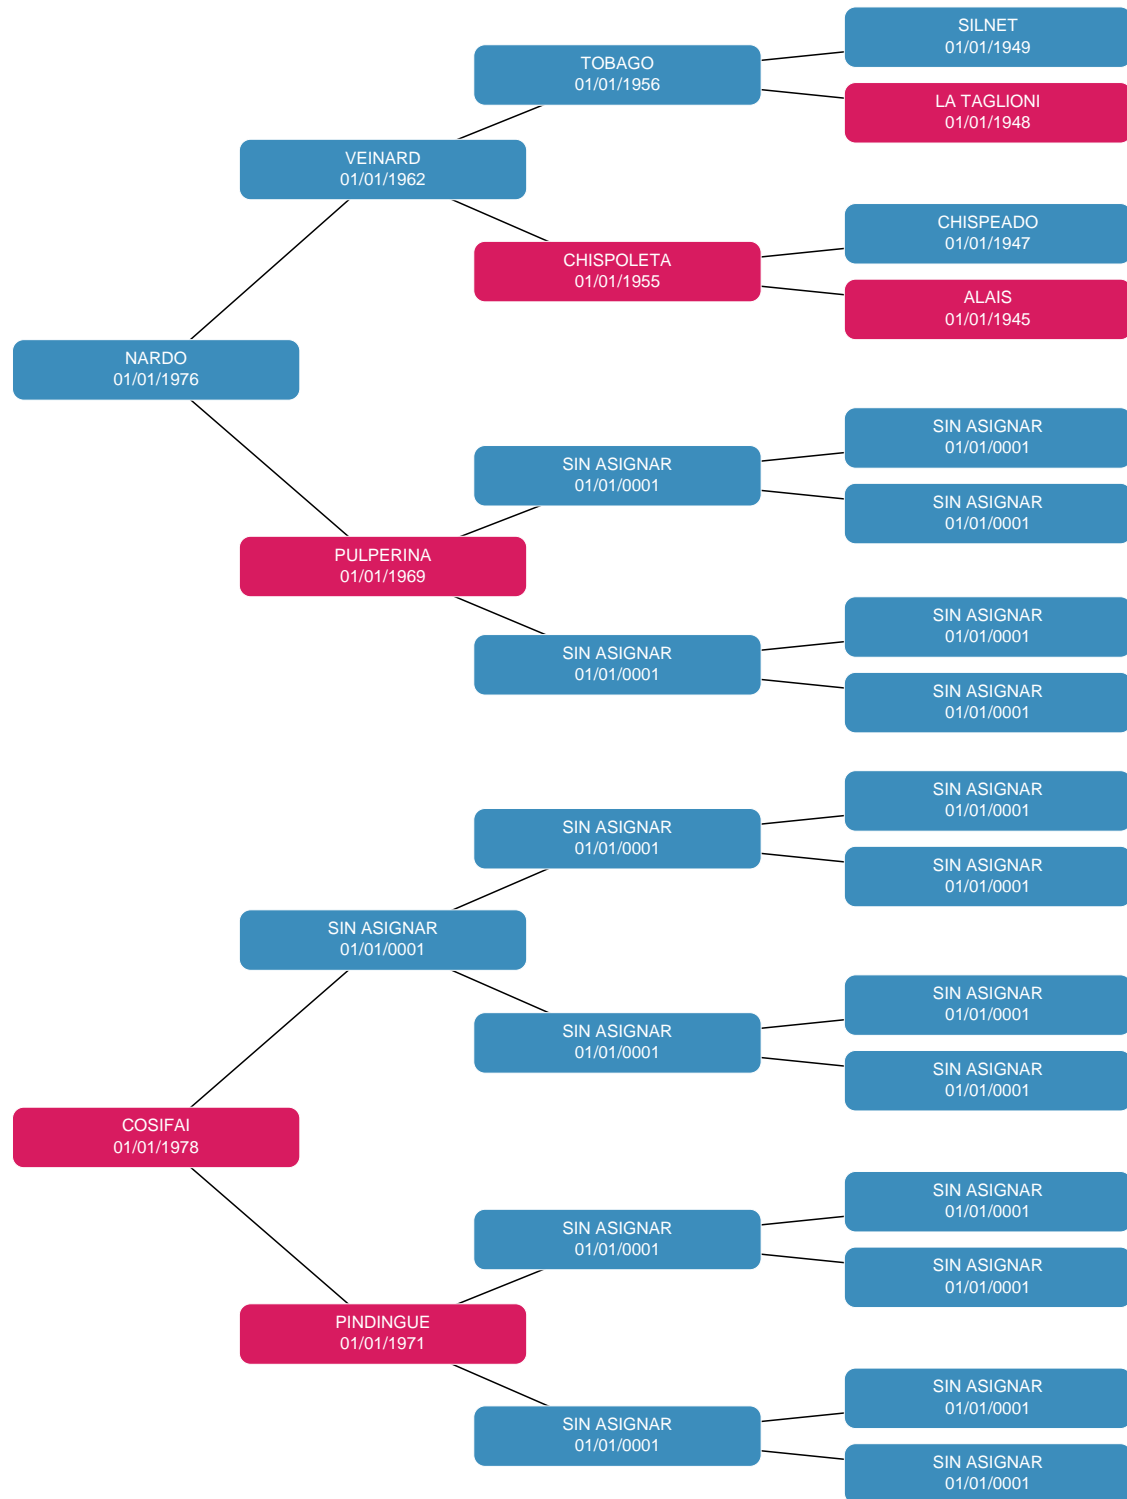 SILNET
01/01/1949
TOBAGO
01/01/1956
LA TAGLIONI
01/01/1948
VEINARD
01/01/1962
CHISPEADO
01/01/1947
CHISPOLETA
01/01/1955
ALAIS
01/01/1945
NARDO
01/01/1976
SIN ASIGNAR
01/01/0001
SIN ASIGNAR
01/01/0001
SIN ASIGNAR
01/01/0001
PULPERINA
01/01/1969
SIN ASIGNAR
01/01/0001
SIN ASIGNAR
01/01/0001
SIN ASIGNAR
01/01/0001
SIN ASIGNAR
01/01/0001
SIN ASIGNAR
01/01/0001
SIN ASIGNAR
01/01/0001
SIN ASIGNAR
01/01/0001
SIN ASIGNAR
01/01/0001
SIN ASIGNAR
01/01/0001
SIN ASIGNAR
01/01/0001
COSIFAI
01/01/1978
SIN ASIGNAR
01/01/0001
SIN ASIGNAR
01/01/0001
SIN ASIGNAR
01/01/0001
PINDINGUE
01/01/1971
SIN ASIGNAR
01/01/0001
SIN ASIGNAR
01/01/0001
SIN ASIGNAR
01/01/0001